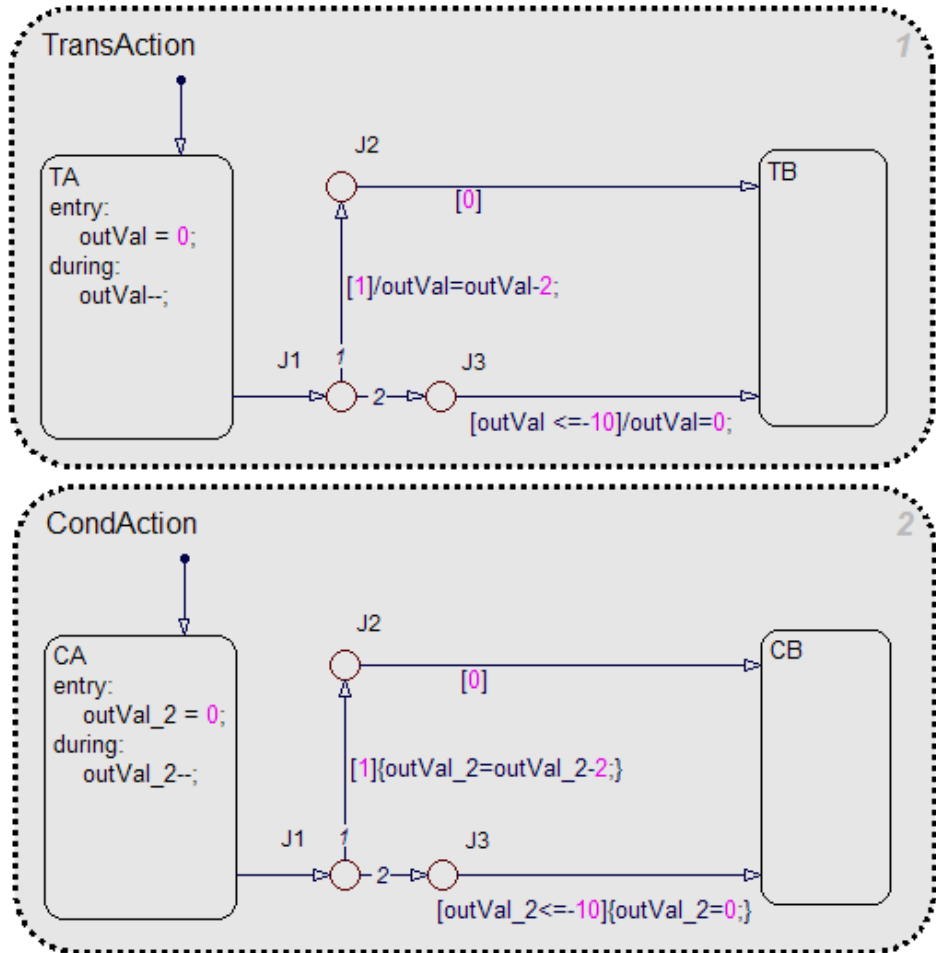 TransAction
1
J2
TA
entry:
outVal = 0;
during:
outVal--;
TB
[0]
[1]/outVal=outVal-2;
J1
1
2
J3
[outVal <=-10]/outVal=0;
CondAction
2
J2
CA
entry:
outVal_2 = 0;
during:
outVal_2--;
CB
[0]
[1]{outVal_2=outVal_2-2;}
J1
1
2
J3
[outVal_2<=-10]{outVal_2=0;}